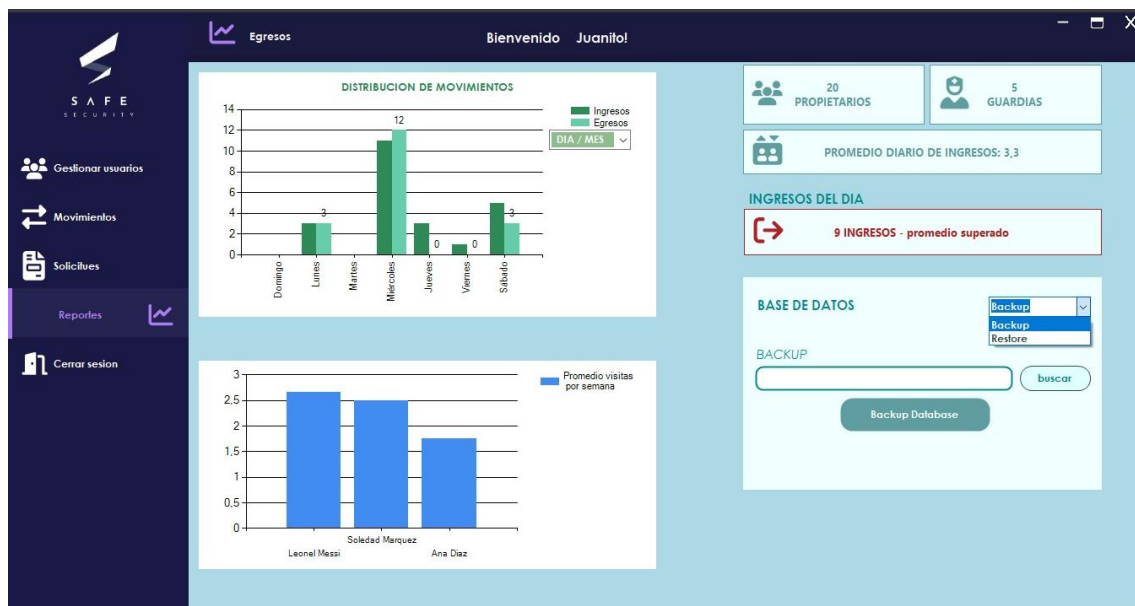 SAFE
SECURITY
Gestionar usuarios
Movimientos
Solicitues
Reportes
Cerrar sesion
Egresos
Bienvenido Juanito!
DISTRIBUCION DE MOVIMIENTOS
14
12
10
8
6
4
2
0
3
12
0
0
3
Domingo
Lunes
Martes
Miércoles
Jueves
Viernes
Sábado
Ingresos
Egresos
DIA / MES
3
2,5
2
1,5
1
0,5
0
Leonel Messi
Soledad Marquez
Ana Diaz
Promedio visitas
por semana
20
PROPIETARIOS
5
GUARDIAS
PROMEDIO DIARIO DE INGRESOS: 3,3
INGRESOS DEL DIA
9 INGRESOS - promedio superado
BASE DE DATOS
Backup
Backup
Restore
BACKUP
buscar
Backup Database